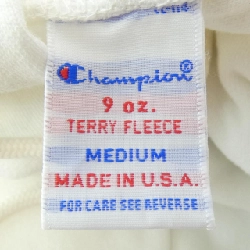 Champion®
9 oz.
TERRY FLEECE
MEDIUM
MADE IN U.S.A.
FOR CARE SEE REVERSE